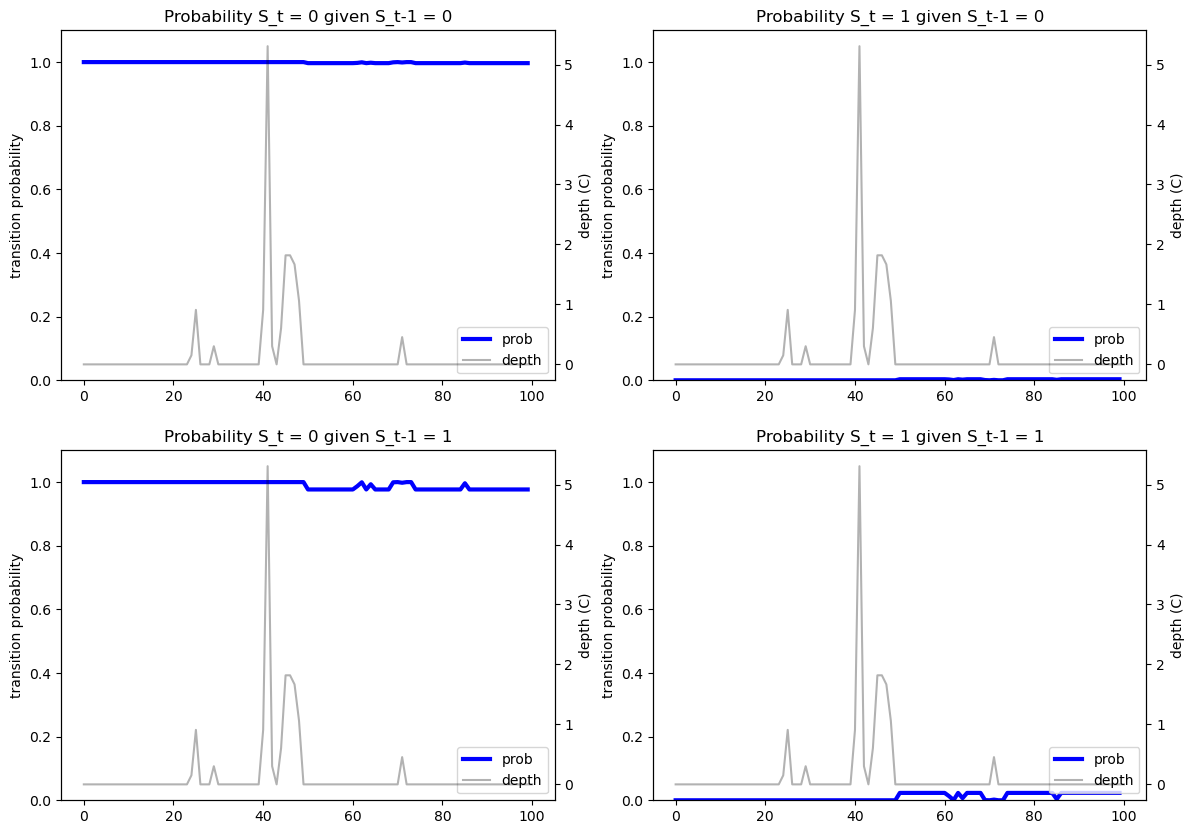 Probability S_t = 0 given S_t-1 = 0
transition probability
1.0
0.8
0.6
0.4
0.2
0.0
5
4
3
2
1
0
depth (C)
prob
depth
0 20 40 60 80 100
Probability S_t = 1 given S_t-1 = 0
transition probability
1.0
0.8
0.6
0.4
0.2
0.0
5
4
3
2
1
0
depth (C)
prob
depth
0 20 40 60 80 100
Probability S_t = 0 given S_t-1 = 1
transition probability
1.0
0.8
0.6
0.4
0.2
0.0
5
4
3
2
1
0
depth (C)
prob
depth
0 20 40 60 80 100
Probability S_t = 1 given S_t-1 = 1
transition probability
1.0
0.8
0.6
0.4
0.2
0.0
5
4
3
2
1
0
depth (C)
prob
depth
0 20 40 60 80 100